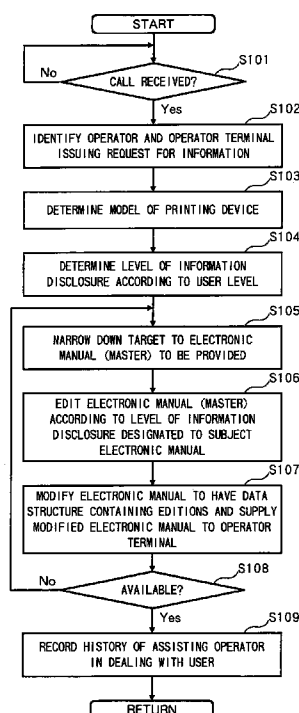 START
S101
No
CALL RECEIVED?
Yes
S102
IDENTIFY OPERATOR AND OPERATOR TERMINAL
ISSUING REQUEST FOR INFORMATION
S103
DETERMINE MODEL OF PRINTING DEVICE
S104
DETERMINE LEVEL OF INFORMATION
DISCLOSURE ACCORDING TO USER LEVEL
S105
NARROW DOWN TARGET TO ELECTRONIC
MANUAL (MASTER) TO BE PROVIDED
S106
EDIT ELECTRONIC MANUAL (MASTER)
ACCORDING TO LEVEL OF INFORMATION
DISCLOSURE DESIGNATED TO SUBJECT
ELECTRONIC MANUAL
S107
MODIFY ELECTRONIC MANUAL TO HAVE DATA
STRUCTURE CONTAINING EDITIONS AND SUPPLY
MODIFIED ELECTRONIC MANUAL TO OPERATOR
TERMINAL
S108
No
AVAILABLE?
Yes
S109
RECORD HISTORY OF ASSISTING OPERATOR
IN DEALING WITH USER
RETURN